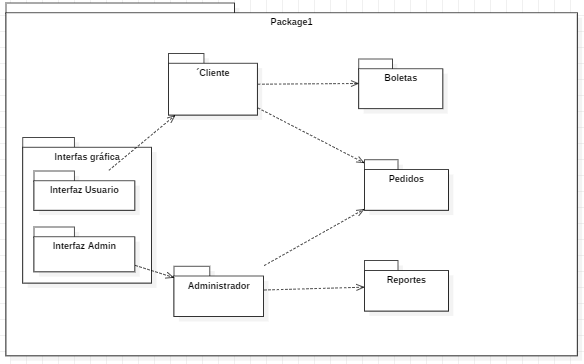 Package1
´Cliente
Boletas
Interfas gráfica
Interfaz Usuario
Pedidos
Interfaz Admin
Administrador
Reportes